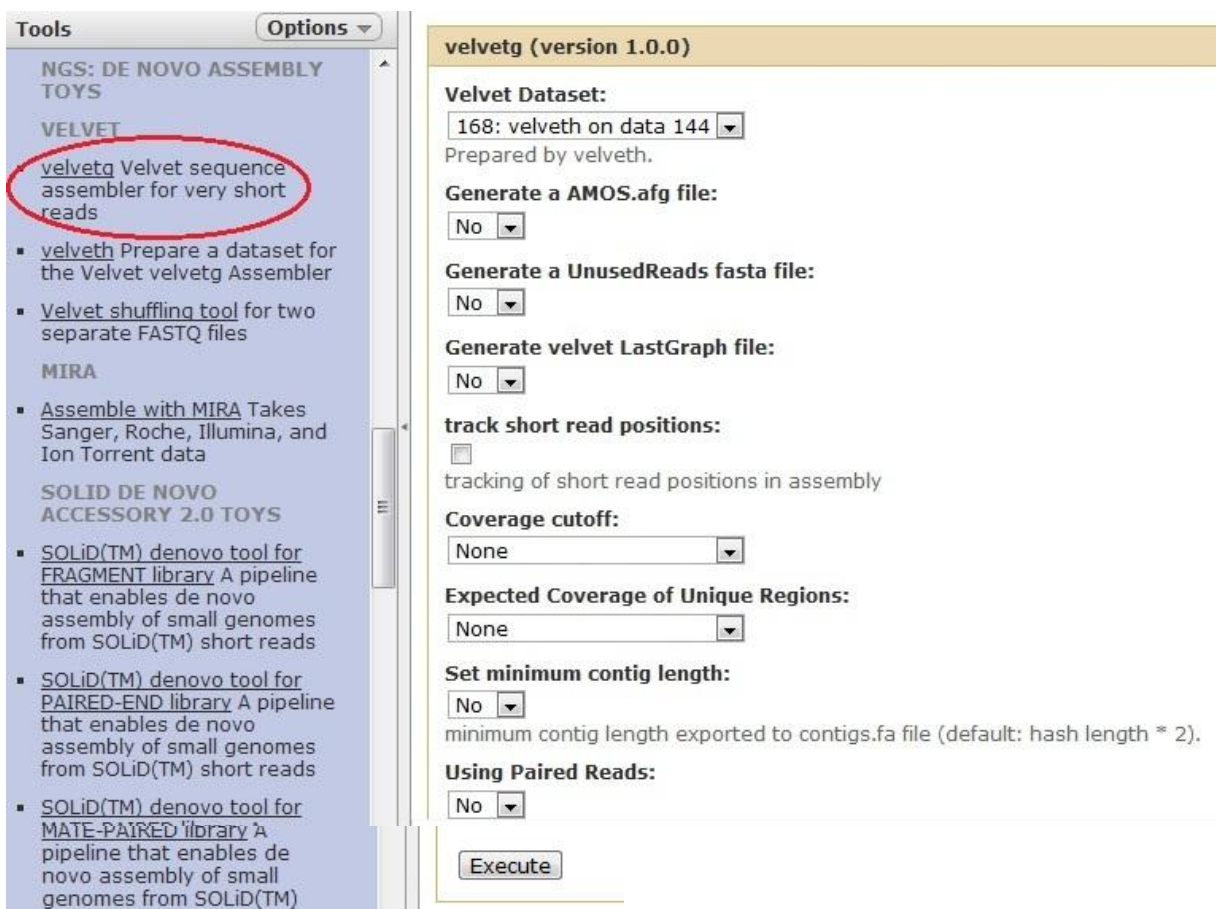 Tools
Options
NGS: DE NOVO ASSEMBLY
TOYS
VELVET
velvetg Velvet sequence
assembler for very short
reads
velveth Prepare a dataset for
the Velvet velvetg Assembler
Velvet shuffling tool for two
separate FASTQ files
MIRA
Assemble with MIRA Takes
Sanger, Roche, Illumina, and
Ion Torrent data
SOLID DE NOVO
ACCESSORY 2.0 TOYS
SOLiD(TM) denovo tool for
FRAGMENT library A pipeline
that enables de novo
assembly of small genomes
from SOLiD(TM) short reads
SOLiD(TM) denovo tool for
PAIRED-END library A pipeline
that enables de novo
assembly of small genomes
from SOLiD(TM) short reads
SOLiD(TM) denovo tool for
MATE-PAIRED library A
pipeline that enables de
novo assembly of small
genomes from SOLiD(TM)
velvetg (version 1.0.0)
Velvet Dataset:
168: velveth on data 144
Prepared by velveth.
Generate a AMOS.afg file:
No
Generate a UnusedReads fasta file:
No
Generate velvet LastGraph file:
No
track short read positions:
tracking of short read positions in assembly
Coverage cutoff:
None
Expected Coverage of Unique Regions:
None
Set minimum contig length:
No
minimum contig length exported to contigs.fa file (default: hash length * 2).
Using Paired Reads:
No
Execute